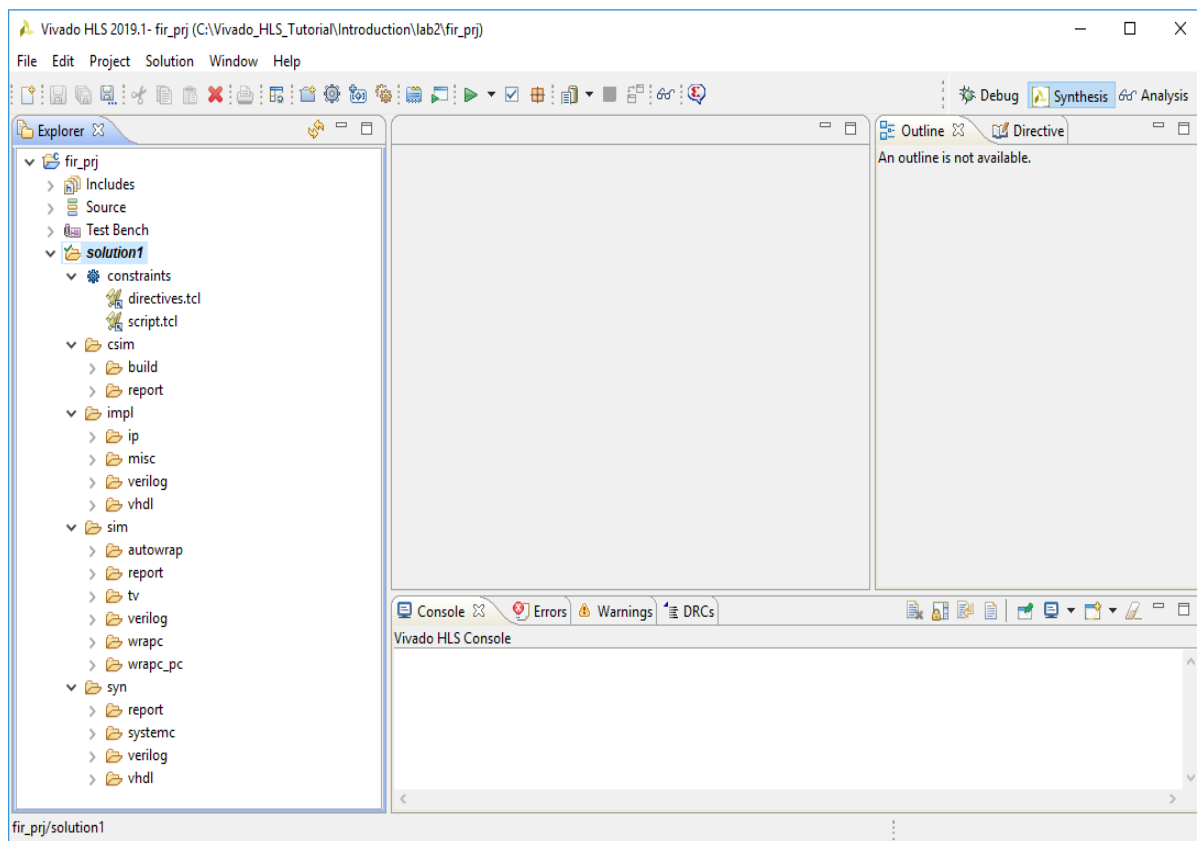 Vivado HLS 2019.1- fir_prj (C:\Vivado_HLS_Tutorial\Introduction\lab2\fir_prj)
File Edit Project Solution Window Help
Debug Synthesis Analysis
Explorer
fir_prj
Includes
Source
Test Bench
solution1
constraints
directives.tcl
script.tcl
csim
build
report
impl
ip
misc
verilog
vhdl
sim
autowrap
report
tv
verilog
wrapc
wrapc_pc
syn
report
systemc
verilog
vhdl
Outline Directive
An outline is not available.
Console Errors Warnings DRCs
Vivado HLS Console
fir_prj/solution1